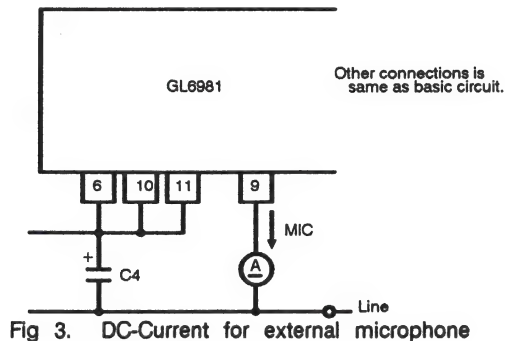 GL6981
Other connections is
same as basic circuit.
6 10 11 9
MIC
+
C4
A
Line
Fig 3. DC-Current for external microphone